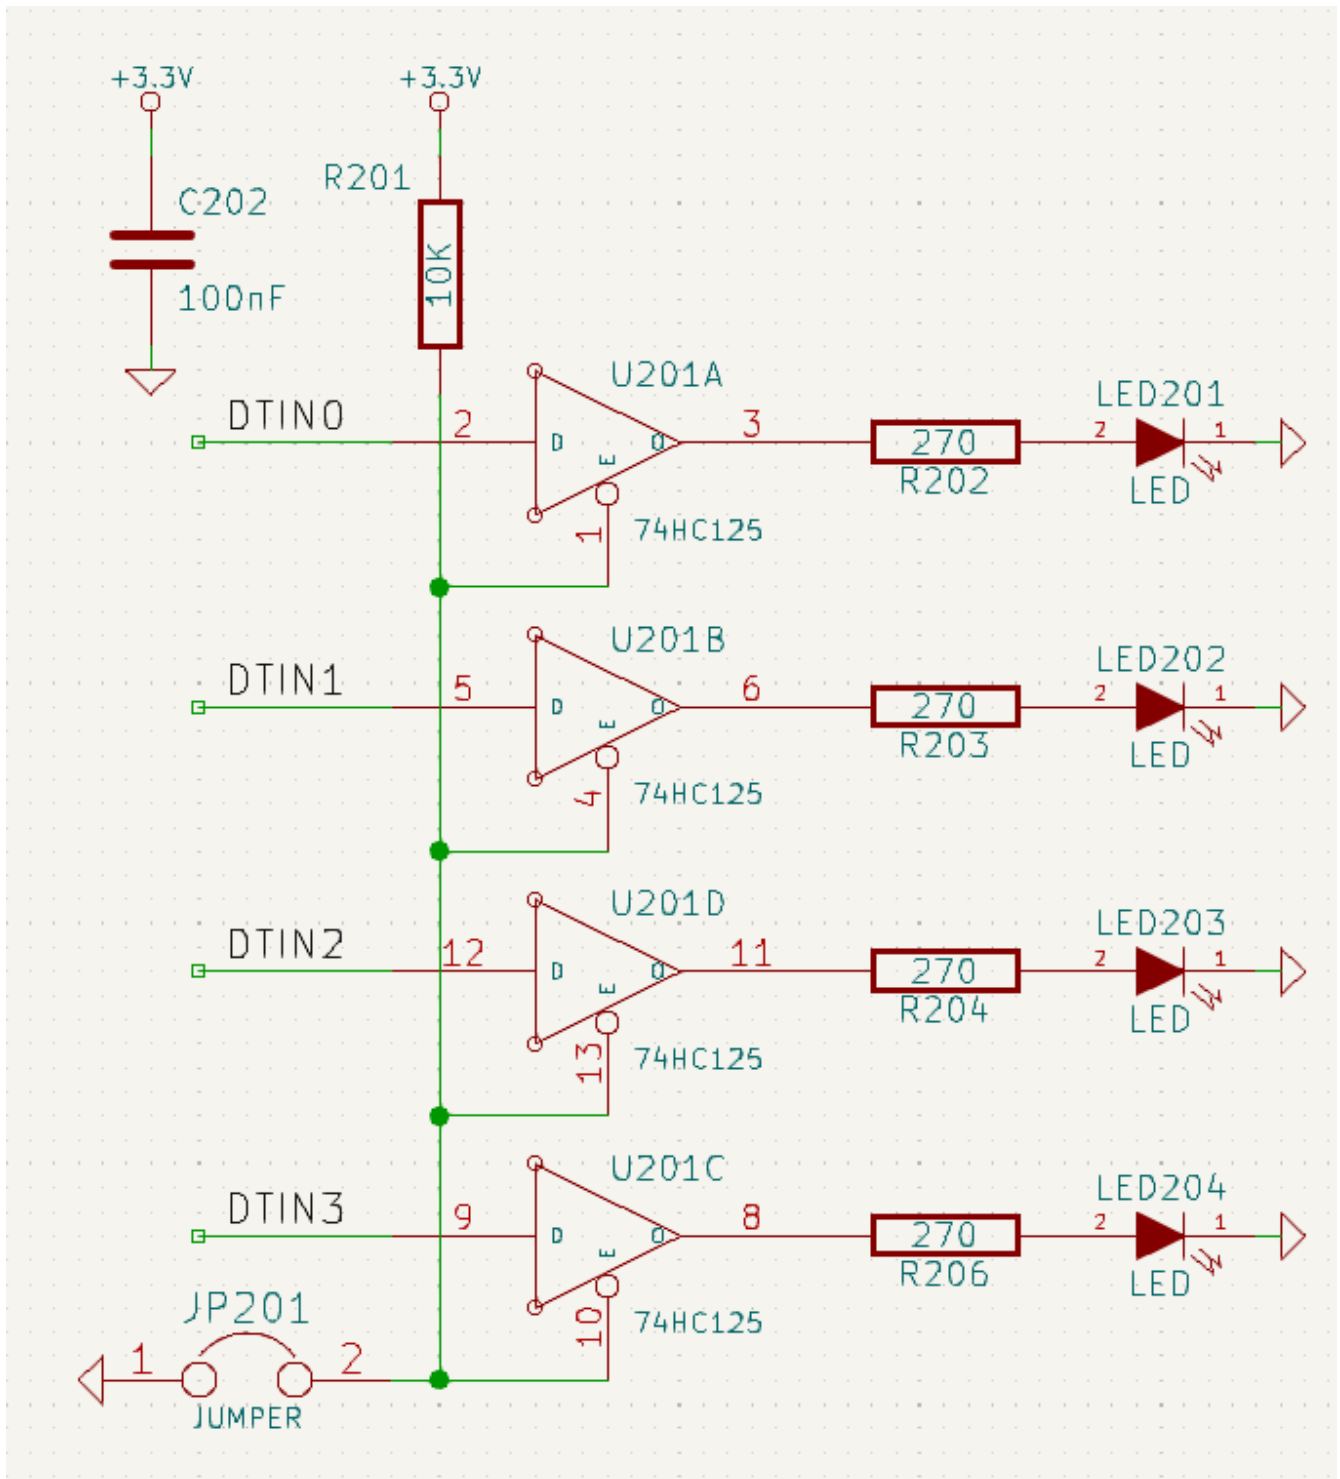 +3.3V
+3.3V
R201
C202
10K
100nF
U201A
DTIN0
2
D
O
E
3
270
R202
LED201
2
1
LED
1
74HC125
U201B
DTIN1
5
D
O
E
6
270
R203
LED202
2
1
LED
4
74HC125
U201D
DTIN2
12
D
O
E
11
270
R204
LED203
2
1
LED
13
74HC125
U201C
DTIN3
9
D
O
E
8
270
R206
LED204
2
1
LED
10
74HC125
JP201
1
2
JUMPER